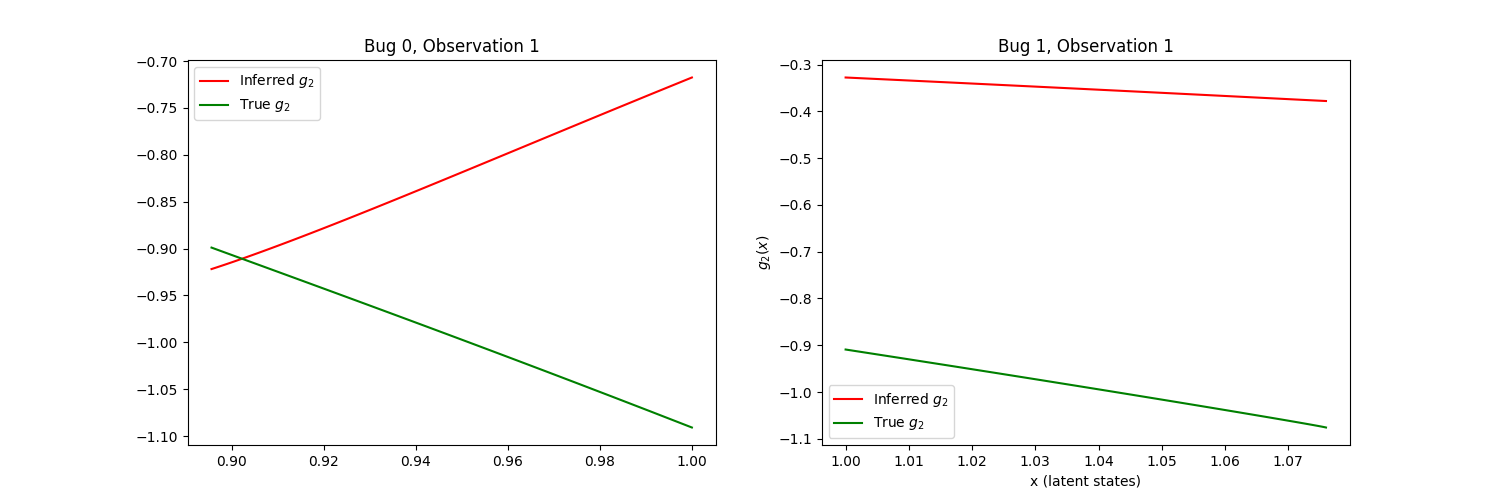 Bug 0, Observation 1
Inferred g₂
True g₂
−0.70
−0.75
−0.80
−0.85
−0.90
−0.95
−1.00
−1.05
−1.10
0.90 0.92 0.94 0.96 0.98 1.00
Bug 1, Observation 1
g₂(x)
−0.3
−0.4
−0.5
−0.6
−0.7
−0.8
−0.9
−1.0
−1.1
Inferred g₂
True g₂
1.00 1.01 1.02 1.03 1.04 1.05 1.06 1.07
x (latent states)